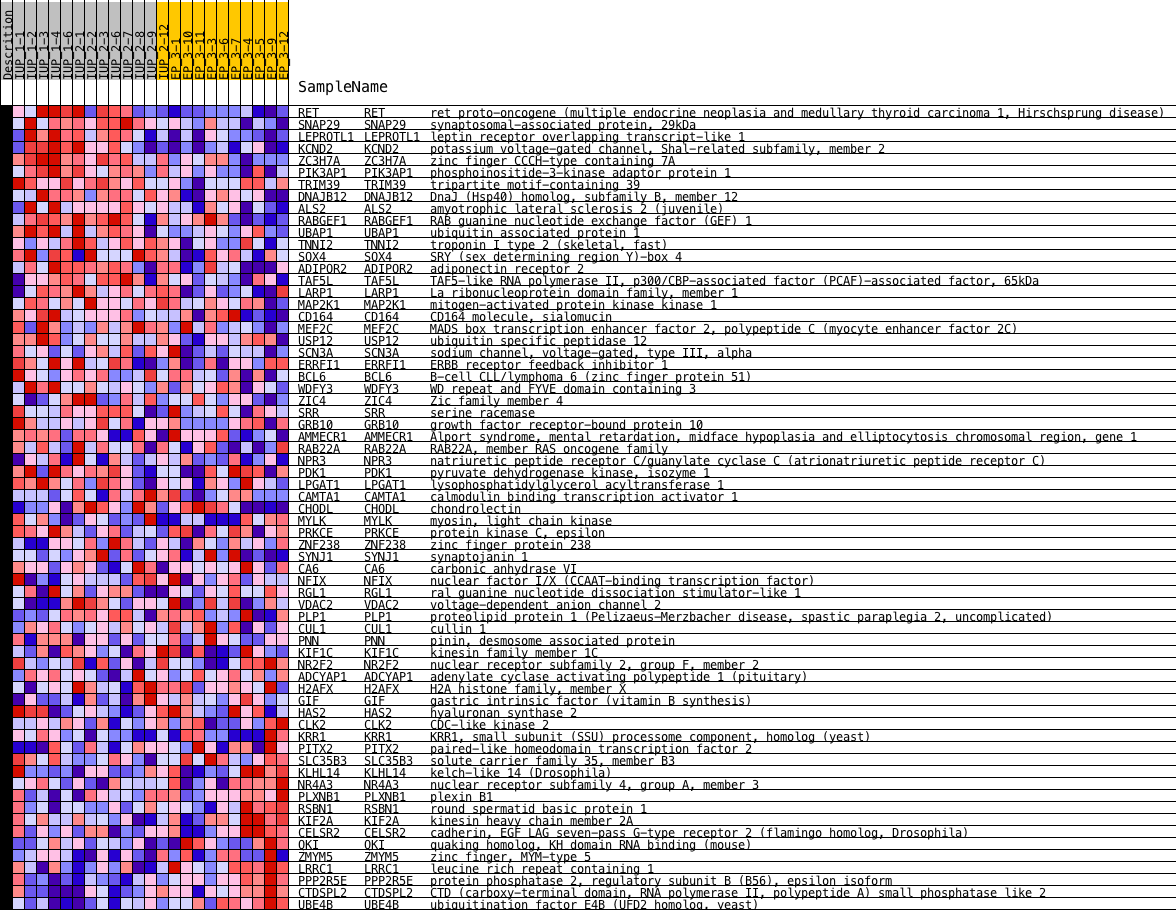 Descrition
IUP_1-1
IUP_1-2
IUP_1-3
IUP_1-4
IUP_1-6
IUP_2-1
IUP_2-2
IUP_2-3
IUP_2-6
IUP_2-7
IUP_2-8
IUP_2-9
IUP_2-12
EP_3-1
EP_3-10
EP_3-11
EP_3-3
EP_3-6
EP_3-7
EP_3-4
EP_3-5
EP_3-9
EP_3-12
SampleName
RET RET ret proto-oncogene (multiple endocrine neoplasia and medullary thyroid carcinoma 1, Hirschsprung disease)
SNAP29 SNAP29 synaptosomal-associated protein, 29kDa
LEPROTL1 LEPROTL1 leptin receptor overlapping transcript-like 1
KCND2 KCND2 potassium voltage-gated channel, Shal-related subfamily, member 2
ZC3H7A ZC3H7A zinc finger CCCH-type containing 7A
PIK3AP1 PIK3AP1 phosphoinositide-3-kinase adaptor protein 1
TRIM39 TRIM39 tripartite motif-containing 39
DNAJB12 DNAJB12 DnaJ (Hsp40) homolog, subfamily B, member 12
ALS2 ALS2 amyotrophic lateral sclerosis 2 (juvenile)
RABGEF1 RABGEF1 RAB guanine nucleotide exchange factor (GEF) 1
UBAP1 UBAP1 ubiquitin associated protein 1
TNNI2 TNNI2 troponin I type 2 (skeletal, fast)
SOX4 SOX4 SRY (sex determining region Y)-box 4
ADIPOR2 ADIPOR2 adiponectin receptor 2
TAF5L TAF5L TAF5-like RNA polymerase II, p300/CBP-associated factor (PCAF)-associated factor, 65kDa
LARP1 LARP1 La ribonucleoprotein domain family, member 1
MAP2K1 MAP2K1 mitogen-activated protein kinase kinase 1
CD164 CD164 CD164 molecule, sialomucin
MEF2C MEF2C MADS box transcription enhancer factor 2, polypeptide C (myocyte enhancer factor 2C)
USP12 USP12 ubiquitin specific peptidase 12
SCN3A SCN3A sodium channel, voltage-gated, type III, alpha
ERRFI1 ERRFI1 ERBB receptor feedback inhibitor 1
BCL6 BCL6 B-cell CLL/lymphoma 6 (zinc finger protein 51)
WDFY3 WDFY3 WD repeat and FYVE domain containing 3
ZIC4 ZIC4 Zic family member 4
SRR SRR serine racemase
GRB10 GRB10 growth factor receptor-bound protein 10
AMMECR1 AMMECR1 Alport syndrome, mental retardation, midface hypoplasia and elliptocytosis chromosomal region, gene 1
RAB22A RAB22A RAB22A, member RAS oncogene family
NPR3 NPR3 natriuretic peptide receptor C/guanylate cyclase C (atrionatriuretic peptide receptor C)
PDK1 PDK1 pyruvate dehydrogenase kinase, isozyme 1
LPGAT1 LPGAT1 lysophosphatidylglycerol acyltransferase 1
CAMTA1 CAMTA1 calmodulin binding transcription activator 1
CHODL CHODL chondrolectin
MYLK MYLK myosin, light chain kinase
PRKCE PRKCE protein kinase C, epsilon
ZNF238 ZNF238 zinc finger protein 238
SYNJ1 SYNJ1 synaptojanin 1
CA6 CA6 carbonic anhydrase VI
NFIX NFIX nuclear factor I/X (CCAAT-binding transcription factor)
RGL1 RGL1 ral guanine nucleotide dissociation stimulator-like 1
VDAC2 VDAC2 voltage-dependent anion channel 2
PLP1 PLP1 proteolipid protein 1 (Pelizaeus-Merzbacher disease, spastic paraplegia 2, uncomplicated)
CUL1 CUL1 cullin 1
PNN PNN pinin, desmosome associated protein
KIF1C KIF1C kinesin family member 1C
NR2F2 NR2F2 nuclear receptor subfamily 2, group F, member 2
ADCYAP1 ADCYAP1 adenylate cyclase activating polypeptide 1 (pituitary)
H2AFX H2AFX H2A histone family, member X
GIF GIF gastric intrinsic factor (vitamin B synthesis)
HAS2 HAS2 hyaluronan synthase 2
CLK2 CLK2 CDC-like kinase 2
KRR1 KRR1 KRR1, small subunit (SSU) processome component, homolog (yeast)
PITX2 PITX2 paired-like homeodomain transcription factor 2
SLC35B3 SLC35B3 solute carrier family 35, member B3
KLHL14 KLHL14 kelch-like 14 (Drosophila)
NR4A3 NR4A3 nuclear receptor subfamily 4, group A, member 3
PLXNB1 PLXNB1 plexin B1
RSBN1 RSBN1 round spermatid basic protein 1
KIF2A KIF2A kinesin heavy chain member 2A
CELSR2 CELSR2 cadherin, EGF LAG seven-pass G-type receptor 2 (flamingo homolog, Drosophila)
QKI QKI quaking homolog, KH domain RNA binding (mouse)
ZMYM5 ZMYM5 zinc finger, MYM-type 5
LRRC1 LRRC1 leucine rich repeat containing 1
PPP2R5E PPP2R5E protein phosphatase 2, regulatory subunit B (B56), epsilon isoform
CTDSPL2 CTDSPL2 CTD (carboxy-terminal domain, RNA polymerase II, polypeptide A) small phosphatase like 2
UBE4B UBE4B ubiquitination factor E4B (UFD2 homolog, yeast)